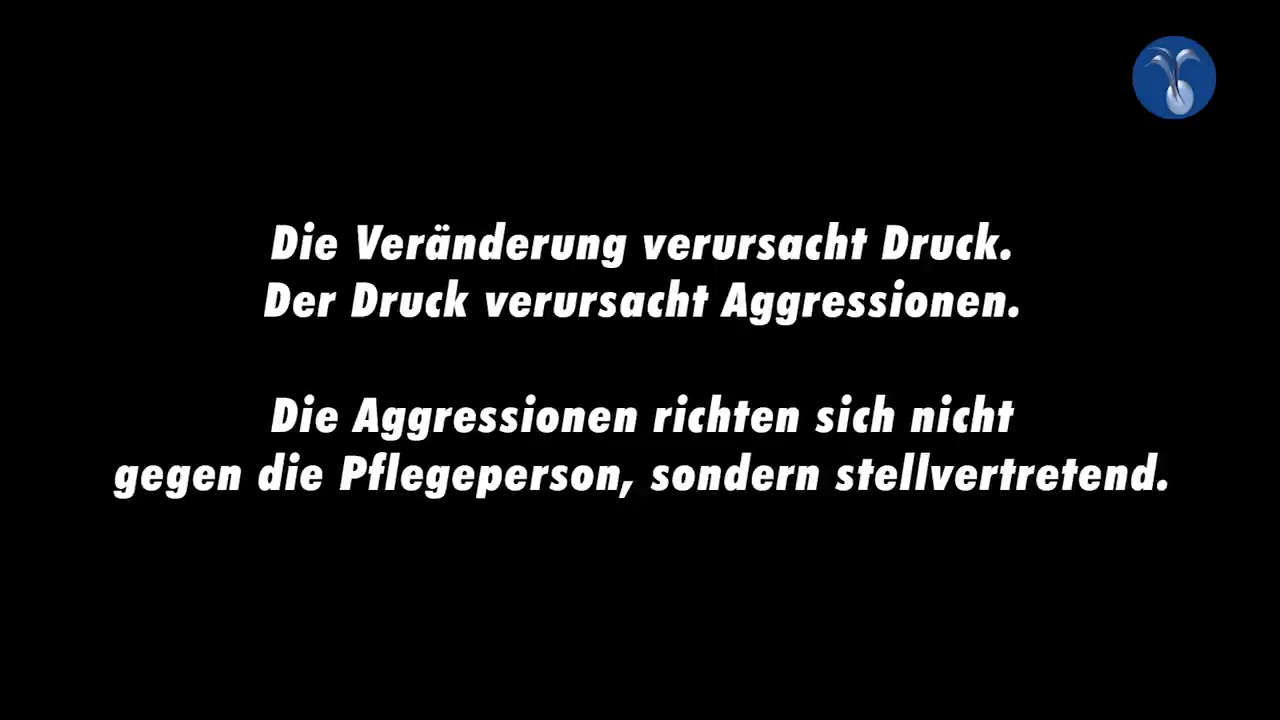 Die Veränderung verursacht Druck.
Der Druck verursacht Aggressionen.
Die Aggressionen richten sich nicht
gegen die Pflegeperson, sondern stellvertretend.